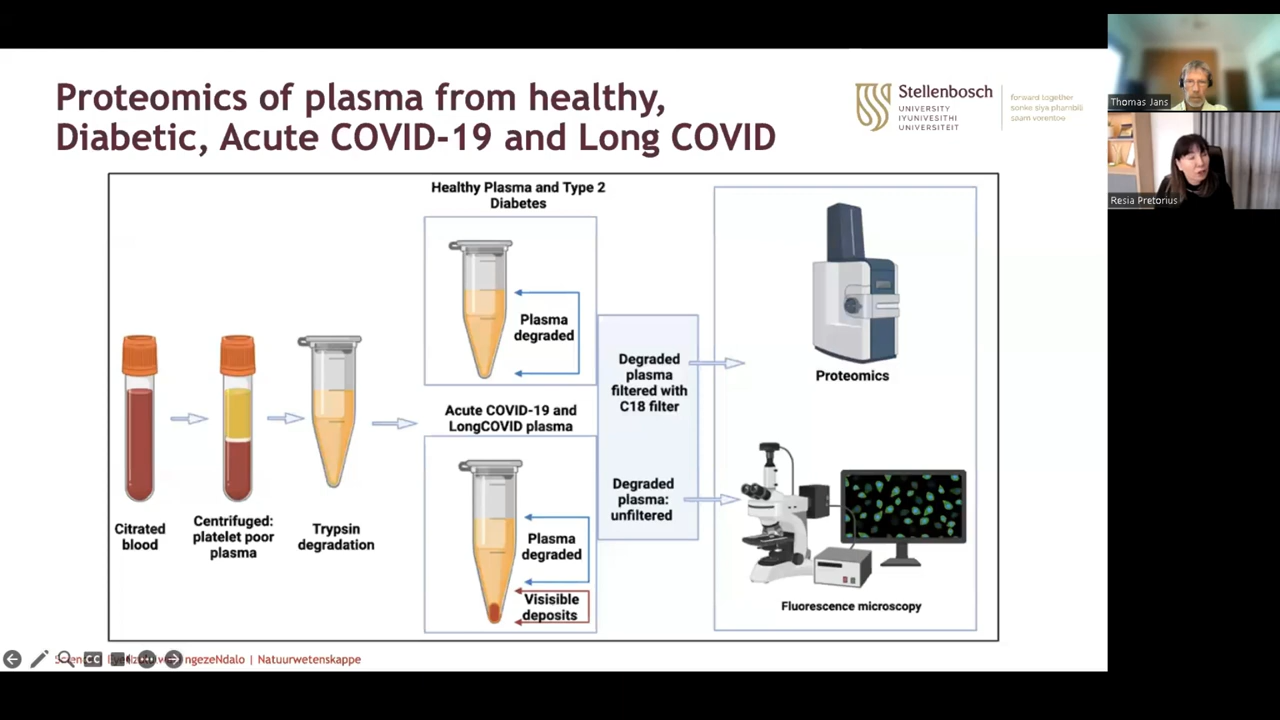 Proteomics of plasma from healthy,
Diabetic, Acute COVID-19 and Long COVID
Stellenbosch
UNIVERSITY
IYUNIVESITHI
UNIVERSITEIT
forward together
sonke siya phambili
saam vorentoe
Thomas Jans
Resia Pretorius
Healthy Plasma and Type 2
Diabetes
Plasma
degraded
Acute COVID-19 and
LongCOVID plasma
Plasma
degraded
Visisible
deposits
Citrated
blood
Centrifuged:
platelet poor
plasma
Trypsin
degradation
Degraded
plasma
filtered with
C18 filter
Degraded
plasma:
unfiltered
Proteomics
Fluorescence microscopy
CC
ngezeNdalo | Natuurwetenskappe